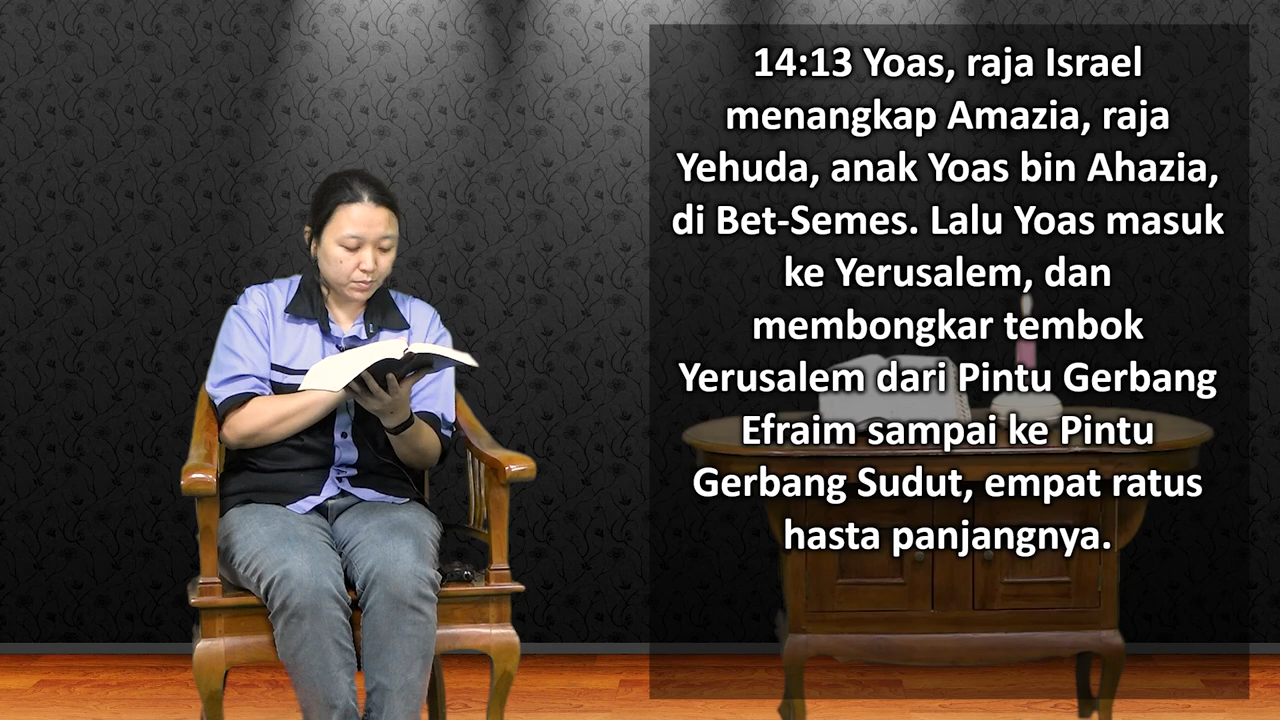 14:13 Yoas, raja Israel
menangkap Amazia, raja
Yehuda, anak Yoas bin Ahazia,
di Bet-Semes. Lalu Yoas masuk
ke Yerusalem, dan
membongkar tembok
Yerusalem dari Pintu Gerbang
Efraim sampai ke Pintu
Gerbang Sudut, empat ratus
hasta panjangnya.